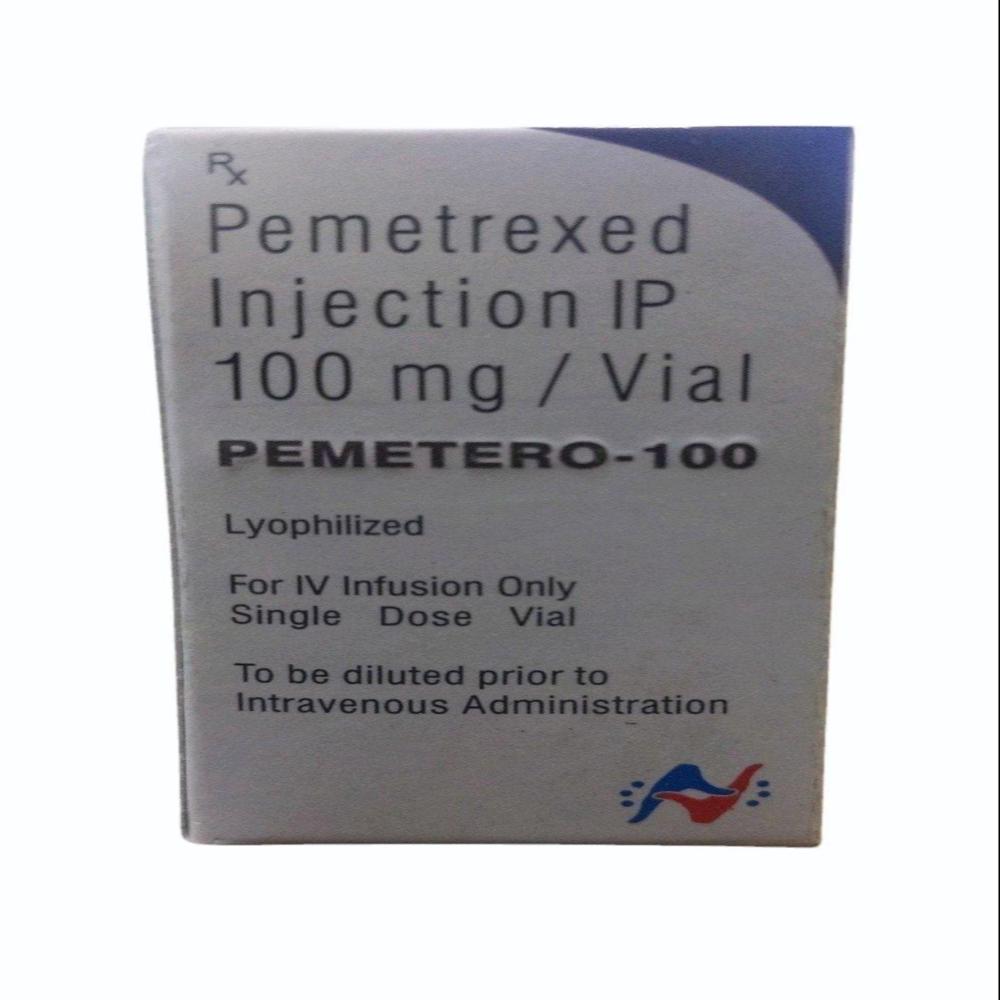 Rx
Pemetrexed
Injection IP
100 mg / Vial
PEMETERO-100
Lyophilized
For IV Infusion Only
Single Dose Vial
To be diluted prior to
Intravenous Administration